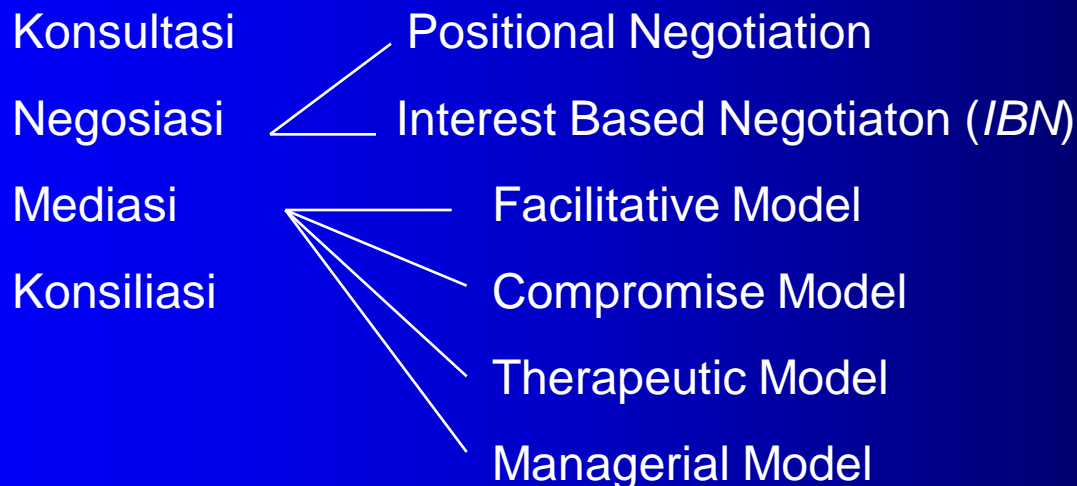 Konsultasi Positional Negotiation
Negosiasi Interest Based Negotiaton (IBN)
Mediasi Facilitative Model
Konsiliasi Compromise Model
Therapeutic Model
Managerial Model